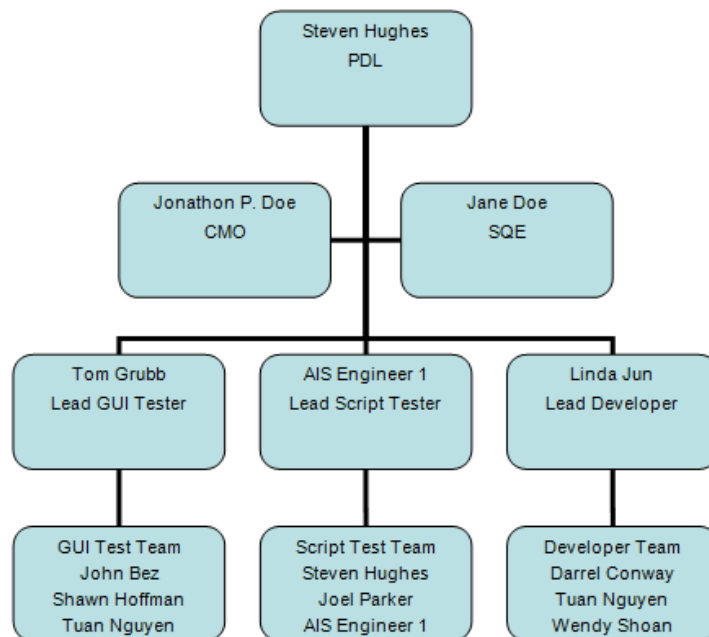 Steven Hughes
PDL
Jonathon P. Doe
CMO
Jane Doe
SQE
Tom Grubb
Lead GUI Tester
AIS Engineer 1
Lead Script Tester
Linda Jun
Lead Developer
GUI Test Team
John Bez
Shawn Hoffman
Tuan Nguyen
Script Test Team
Steven Hughes
Joel Parker
AIS Engineer 1
Developer Team
Darrel Conway
Tuan Nguyen
Wendy Shoan